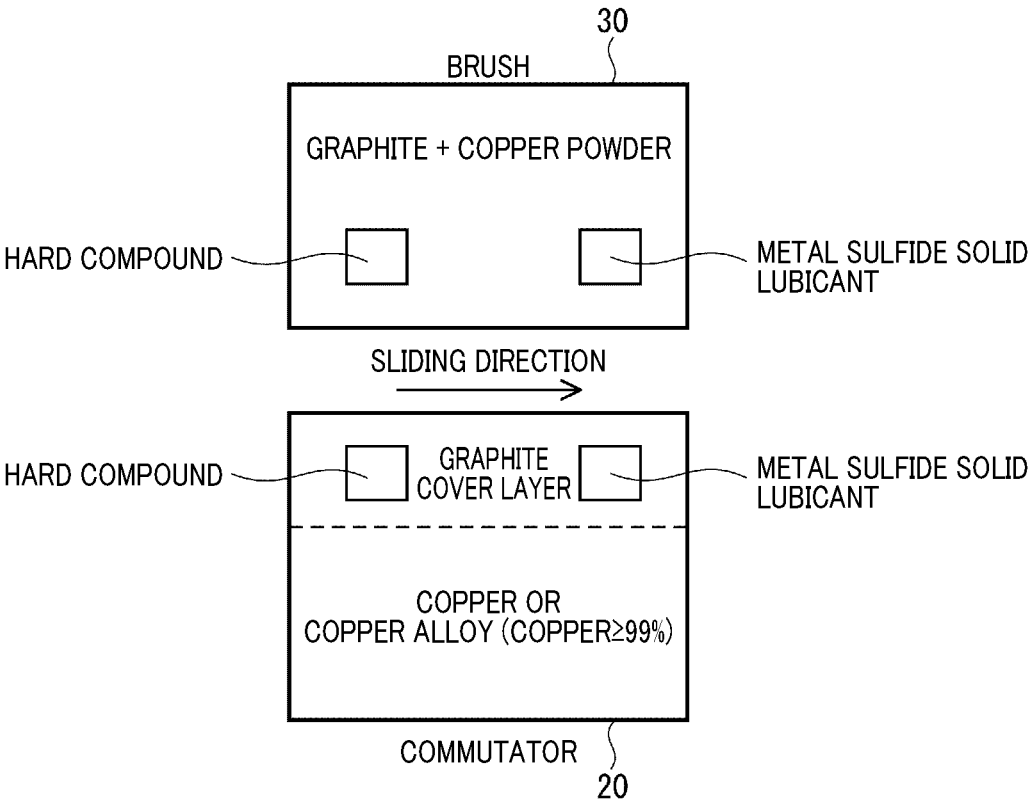 30
BRUSH
GRAPHITE + COPPER POWDER
HARD COMPOUND
METAL SULFIDE SOLID
LUBICANT
SLIDING DIRECTION
HARD COMPOUND
GRAPHITE
COVER LAYER
METAL SULFIDE SOLID
LUBICANT
COPPER OR
COPPER ALLOY (COPPER≥99%)
COMMUTATOR
20